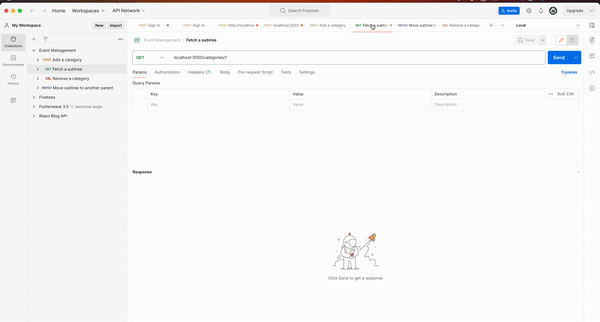 Home Workspaces API Network Search Postman Invite Upgrade
My Workspace New Import POST Sign In POST Sign In POST http://localhost POST localhost:3001 POST Add a category GET Fetch a subtree PATCH Move subtree t DEL Remove a catego Local
Collections
Environments
History
Event Management
POST Add a category
GET Fetch a subtree
DEL Remove a category
PATCH Move subtree to another parent
Fivetoes
Flutterwave 3.0 technical-engin...
React Blog API
Event Management / Fetch a subtree Save
GET localhost:3000/categories/1 Send
Params Authorization Headers (7) Body Pre-request Script Tests Settings Cookies
Query Params
Key Value Description Bulk Edit
Key Value Description
Response
Click Send to get a response